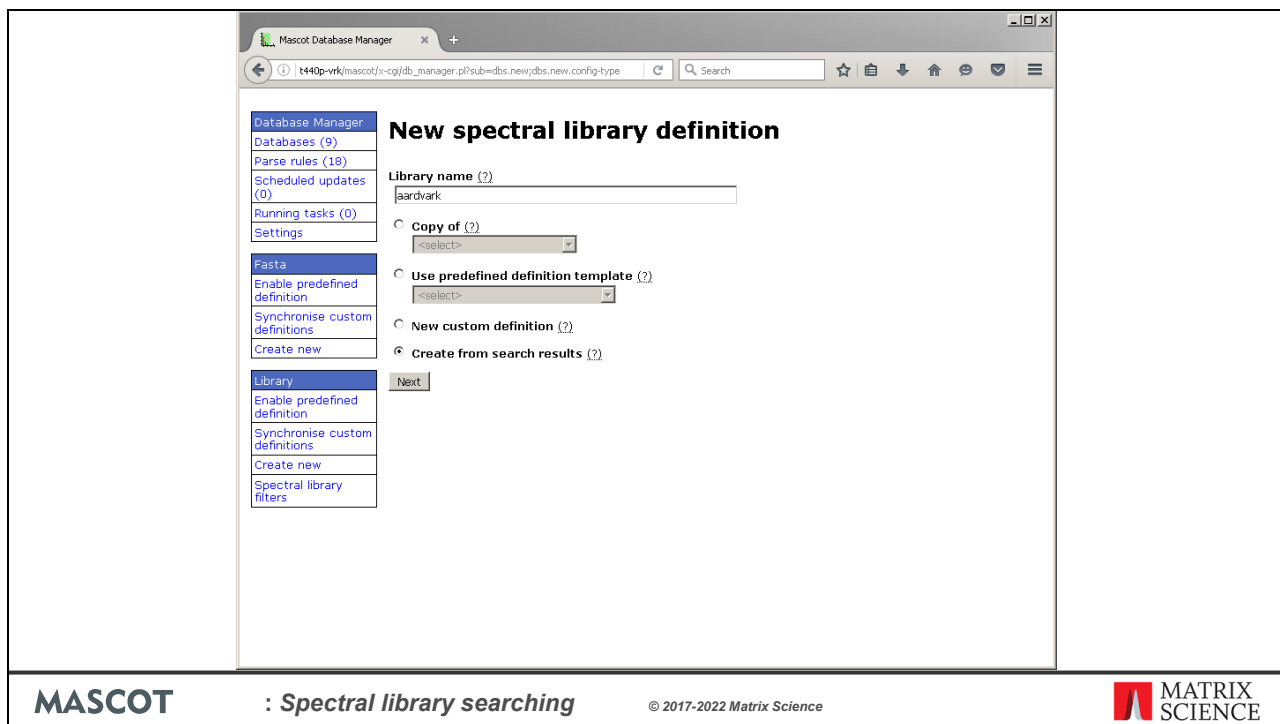 Mascot Database Manager
t440p-vrk/mascot/x-cgi/db_manager.pl?sub=dbs.new;dbs.new.config-type
Search
Database Manager
Databases (9)
Parse rules (18)
Scheduled updates
(0)
Running tasks (0)
Settings
Fasta
Enable predefined
definition
Synchronise custom
definitions
Create new
Library
Enable predefined
definition
Synchronise custom
definitions
Create new
Spectral library
filters
New spectral library definition
Library name (?)
aardvark
Copy of (?)
<select>
Use predefined definition template (?)
<select>
New custom definition (?)
Create from search results (?)
Next
MASCOT : Spectral library searching © 2017-2022 Matrix Science
MATRIX
SCIENCE